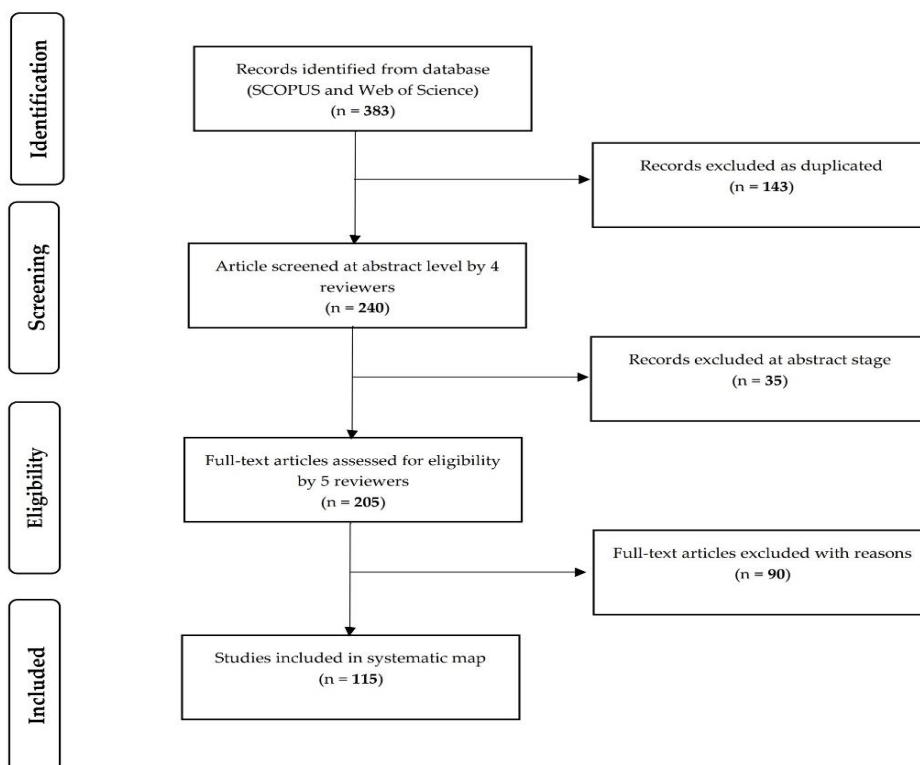 Identification
Records identified from database
(SCOPUS and Web of Science)
(n = 383)
Records excluded as duplicated
(n = 143)
Screening
Article screened at abstract level by 4
reviewers
(n = 240)
Records excluded at abstract stage
(n = 35)
Eligibility
Full-text articles assessed for eligibility
by 5 reviewers
(n = 205)
Full-text articles excluded with reasons
(n = 90)
Included
Studies included in systematic map
(n = 115)